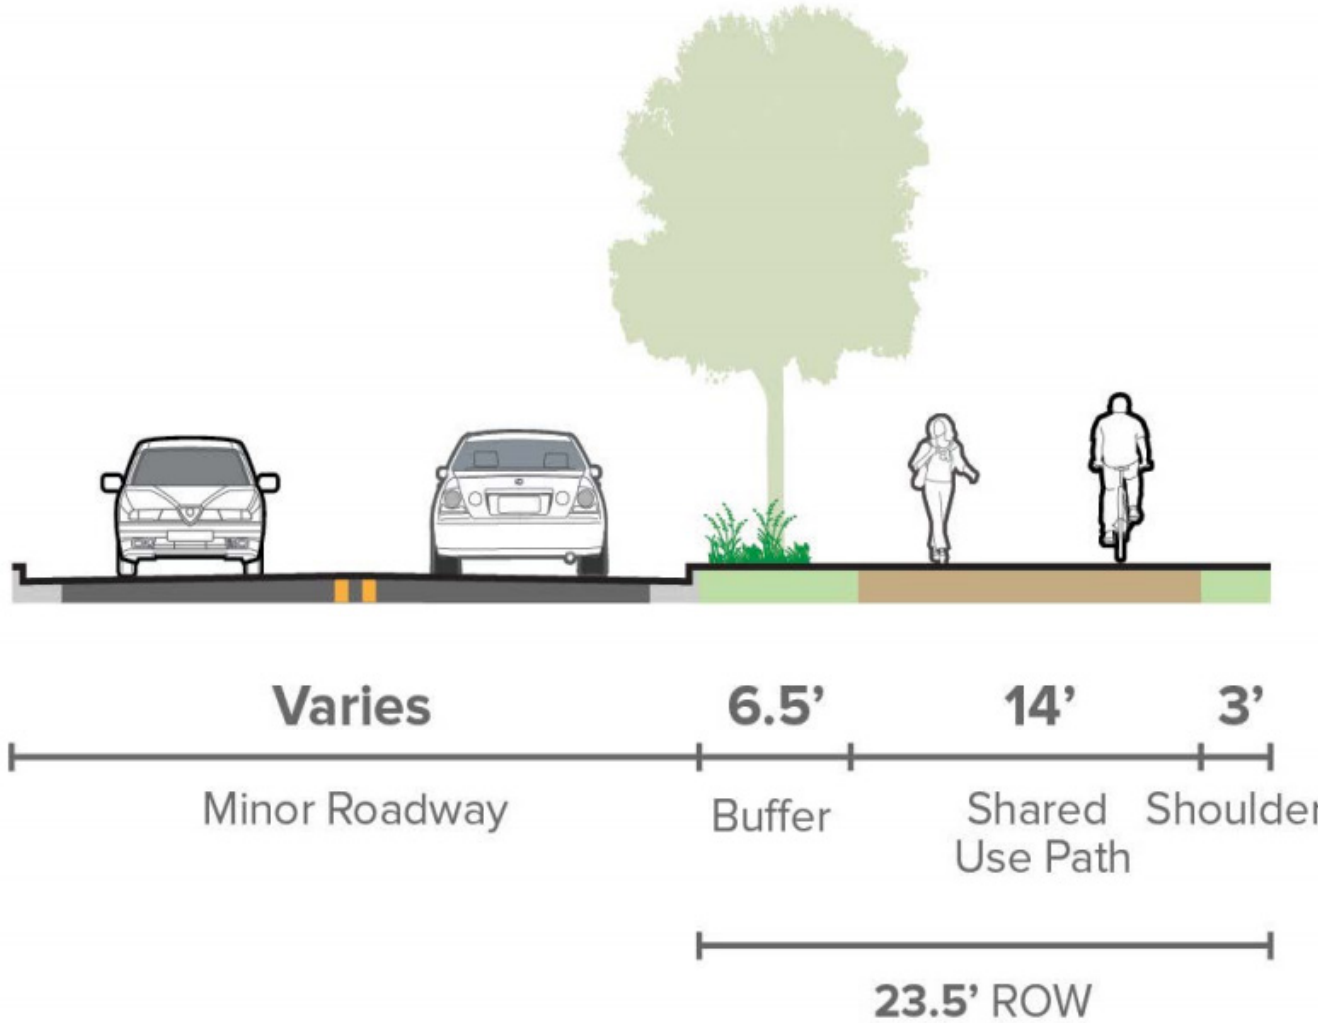 Varies 6.5’ 14’ 3’
Minor Roadway Buffer Shared Shoulder
Use Path
23.5’ ROW